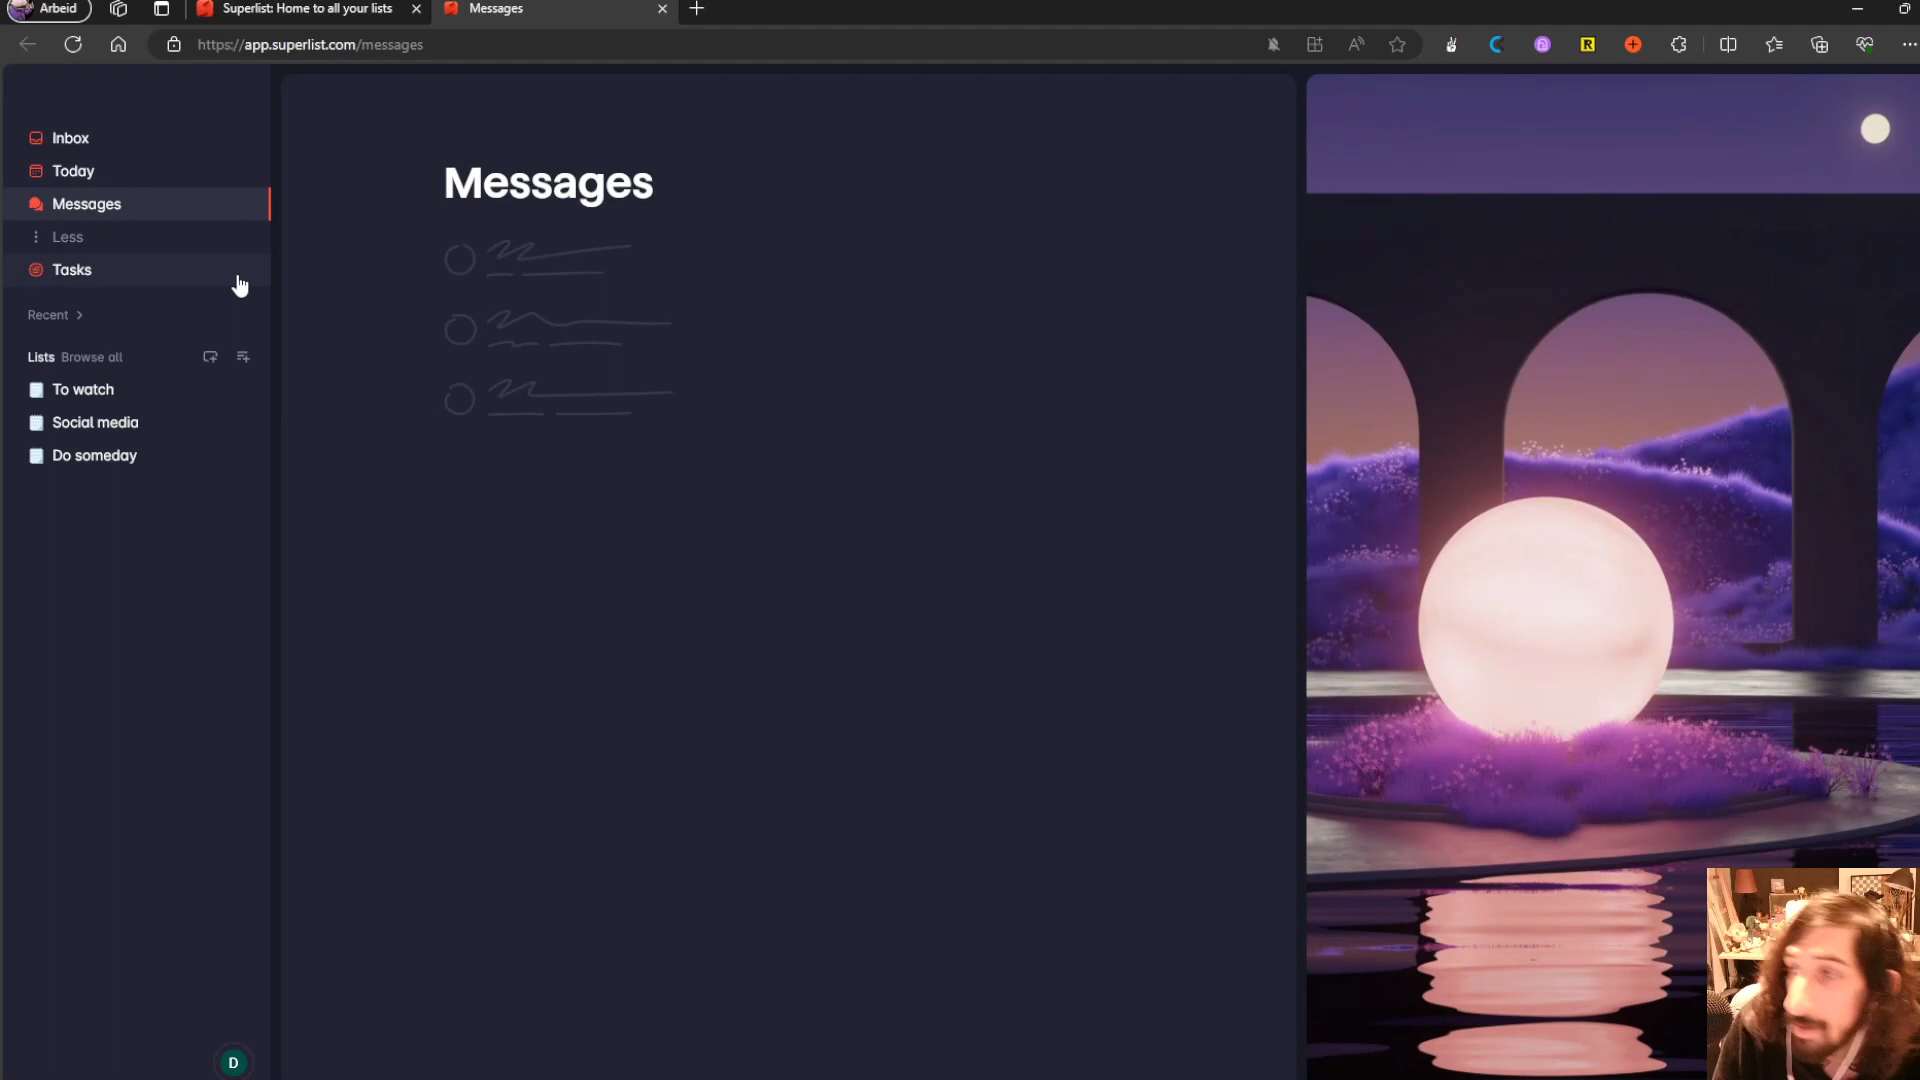 Arbeid
Superlist: Home to all your lists
Messages
https://app.superlist.com/messages
Inbox
Today
Messages
Less
Tasks
Recent
Lists Browse all
To watch
Social media
Do someday
D
Messages
R